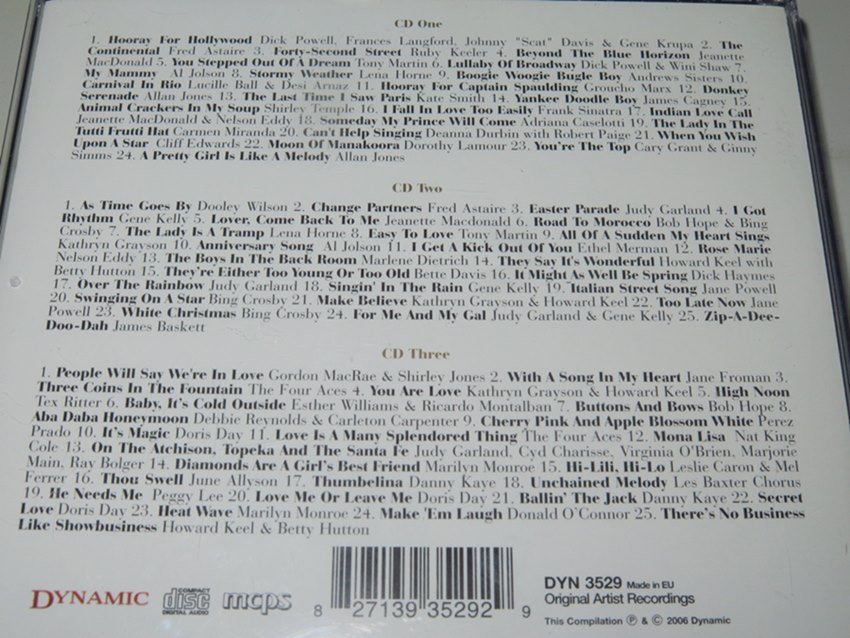 CD One
1. Hooray For Hollywood Dick Powell, Frances Langford, Johnny "Scat" Davis & Gene Krupa 2. The
Continental Fred Astaire 3. Forty-Second Street Ruby Keeler 4. Beyond The Blue Horizon Jeanette
MacDonald 5. You Stepped Out Of A Dream Tony Martin 6. Lullaby Of Broadway Dick Powell & Wini Shaw 7.
My Mammy Al Jolson 8. Stormy Weather Lena Horne 9. Boogie Woogie Bugle Boy Andrews Sisters 10.
Carnival In Rio Lucille Ball & Desi Arnaz 11. Hooray For Captain Spaulding Groucho Marx 12. Donkey
Serenade Allan Jones 13. The Last Time I Saw Paris Kate Smith 14. Yankee Doodle Boy James Cagney 15.
Animal Crackers In My Soup Shirley Temple 16. I Fall In Love Too Easily Frank Sinatra 17. Indian Love Call
Jeanette MacDonald & Nelson Eddy 18. Someday My Prince Will Come Adriana Caselotti 19. The Lady In The
Tutti Frutti Hat Carmen Miranda 20. Can't Help Singing Deanna Durbin with Robert Paige 21. When You Wish
Upon A Star Cliff Edwards 22. Moon Of Manakoora Dorothy Lamour 23. You're The Top Cary Grant & Ginny
Simms 24. A Pretty Girl Is Like A Melody Allan Jones
CD Two
1. As Time Goes By Dooley Wilson 2. Change Partners Fred Astaire 3. Easter Parade Judy Garland 4. I Got
Rhythm Gene Kelly 5. Lover, Come Back To Me Jeanette Macdonald 6. Road To Morocco Bob Hope & Bing
Crosby 7. The Lady Is A Tramp Lena Horne 8. Easy To Love Tony Martin 9. All Of A Sudden My Heart Sings
Kathryn Grayson 10. Anniversary Song Al Jolson 11. I Get A Kick Out Of You Ethel Merman 12. Rose Marie
Nelson Eddy 13. The Boys In The Back Room Marlene Dietrich 14. They Say It's Wonderful Howard Keel with
Betty Hutton 15. They're Either Too Young Or Too Old Bette Davis 16. It Might As Well Be Spring Dick Haymes
17. Over The Rainbow Judy Garland 18. Singin' In The Rain Gene Kelly 19. Italian Street Song Jane Powell
20. Swinging On A Star Bing Crosby 21. Make Believe Kathryn Grayson & Howard Keel 22. Too Late Now Jane
Powell 23. White Christmas Bing Crosby 24. For Me And My Gal Judy Garland & Gene Kelly 25. Zip-A-Dee-
Doo-Dah James Baskett
CD Three
1. People Will Say We're In Love Gordon MacRae & Shirley Jones 2. With A Song In My Heart Jane Froman 3.
Three Coins In The Fountain The Four Aces 4. You Are Love Kathryn Grayson & Howard Keel 5. High Noon
Tex Ritter 6. Baby, It's Cold Outside Esther Williams & Ricardo Montalban 7. Buttons And Bows Bob Hope 8.
Aba Daba Honeymoon Debbie Reynolds & Carleton Carpenter 9. Cherry Pink And Apple Blossom White Perez
Prado 10. It's Magic Doris Day 11. Love Is A Many Splendored Thing The Four Aces 12. Mona Lisa Nat King
Cole 13. On The Atchison, Topeka And The Santa Fe Judy Garland, Cyd Charisse, Virginia O'Brien, Marjorie
Main, Ray Bolger 14. Diamonds Are A Girl's Best Friend Marilyn Monroe 15. Hi-Lili, Hi-Lo Leslie Caron & Mel
Ferrer 16. Thou Swell June Allyson 17. Thumbelina Danny Kaye 18. Unchained Melody Les Baxter Chorus
19. He Needs Me Peggy Lee 20. Love Me Or Leave Me Doris Day 21. Ballin' The Jack Danny Kaye 22. Secret
Love Doris Day 23. Heat Wave Marilyn Monroe 24. Make 'Em Laugh Donald O'Connor 25. There's No Business
Like Showbusiness Howard Keel & Betty Hutton
DYNAMIC COMPACT disc DIGITAL AUDIO mcps
8 27139 35292 9
DYN 3529 Made in EU
Original Artist Recordings
This Compilation ℗ & © 2006 Dynamic